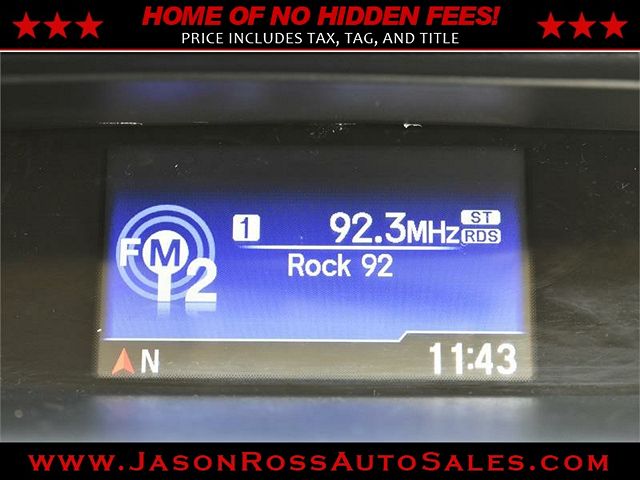 HOME OF NO HIDDEN FEES!
PRICE INCLUDES TAX, TAG, AND TITLE
FM 2
1 92.3MHz ST RDS
Rock 92
N 11:43
WWW.JASONROSSAUTOSALES.COM